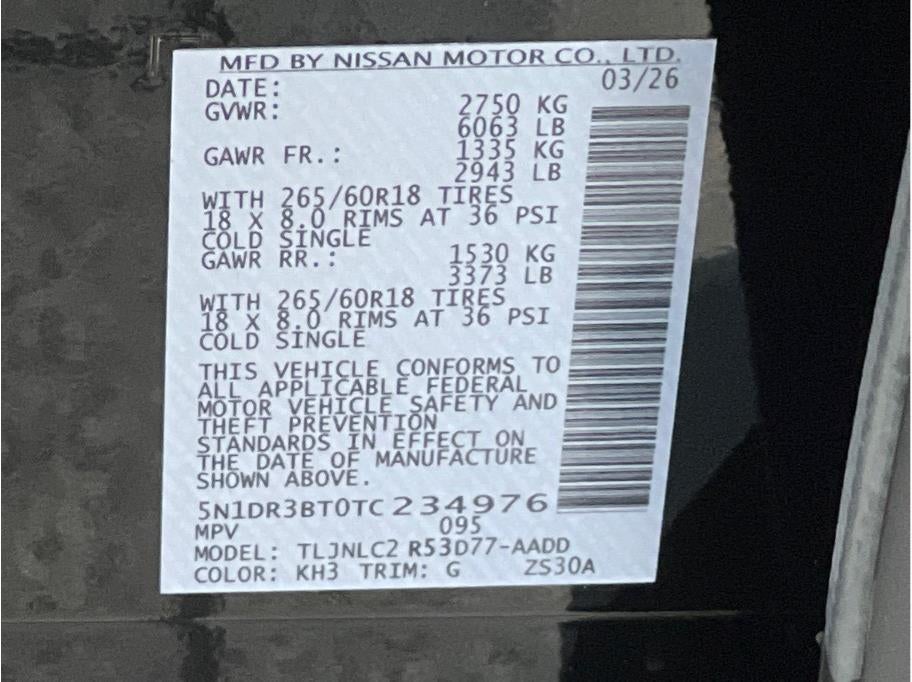 MFD BY NISSAN MOTOR CO., LTD.
DATE: 03/26
GVWR: 2750 KG
6063 LB
GAWR FR.: 1335 KG
2943 LB
WITH 265/60R18 TIRES
18 X 8.0 RIMS AT 36 PSI
COLD SINGLE
GAWR RR.: 1530 KG
3373 LB
WITH 265/60R18 TIRES
18 X 8.0 RIMS AT 36 PSI
COLD SINGLE
THIS VEHICLE CONFORMS TO
ALL APPLICABLE FEDERAL
MOTOR VEHICLE SAFETY AND
THEFT PREVENTION
STANDARDS IN EFFECT ON
THE DATE OF MANUFACTURE
SHOWN ABOVE.
5N1DR3BT0TC234976
MPV 095
MODEL: TLJNLC2 R53D77-AADD
COLOR: KH3 TRIM: G ZS30A